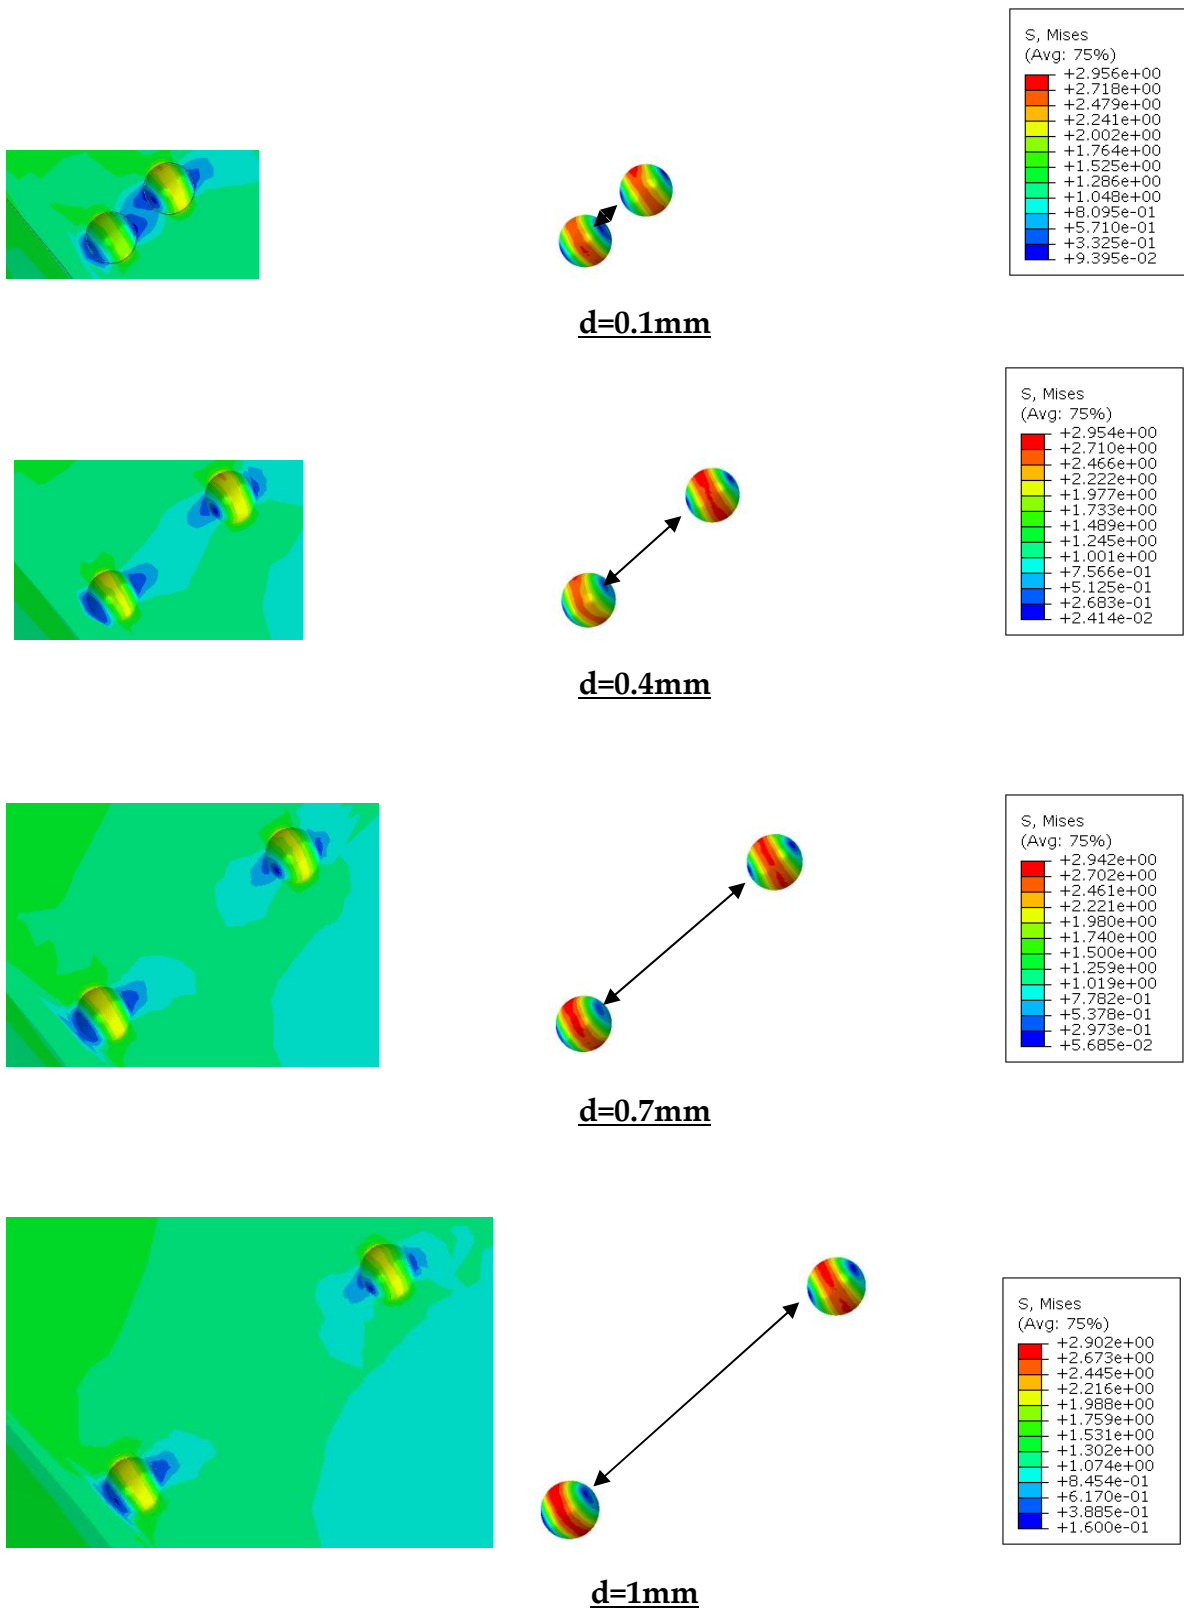 S, Mises
(Avg: 75%)
+2.956e+00
+2.718e+00
+2.479e+00
+2.241e+00
+2.002e+00
+1.764e+00
+1.525e+00
+1.286e+00
+1.048e+00
+8.095e-01
+5.710e-01
+3.325e-01
+9.395e-02
d=0.1mm
S, Mises
(Avg: 75%)
+2.954e+00
+2.710e+00
+2.466e+00
+2.222e+00
+1.977e+00
+1.733e+00
+1.489e+00
+1.245e+00
+1.001e+00
+7.566e-01
+5.125e-01
+2.683e-01
+2.414e-02
d=0.4mm
S, Mises
(Avg: 75%)
+2.942e+00
+2.702e+00
+2.461e+00
+2.221e+00
+1.980e+00
+1.740e+00
+1.500e+00
+1.259e+00
+1.019e+00
+7.782e-01
+5.378e-01
+2.973e-01
+5.685e-02
d=0.7mm
S, Mises
(Avg: 75%)
+2.902e+00
+2.673e+00
+2.445e+00
+2.216e+00
+1.988e+00
+1.759e+00
+1.531e+00
+1.302e+00
+1.074e+00
+8.454e-01
+6.170e-01
+3.885e-01
+1.600e-01
d=1mm